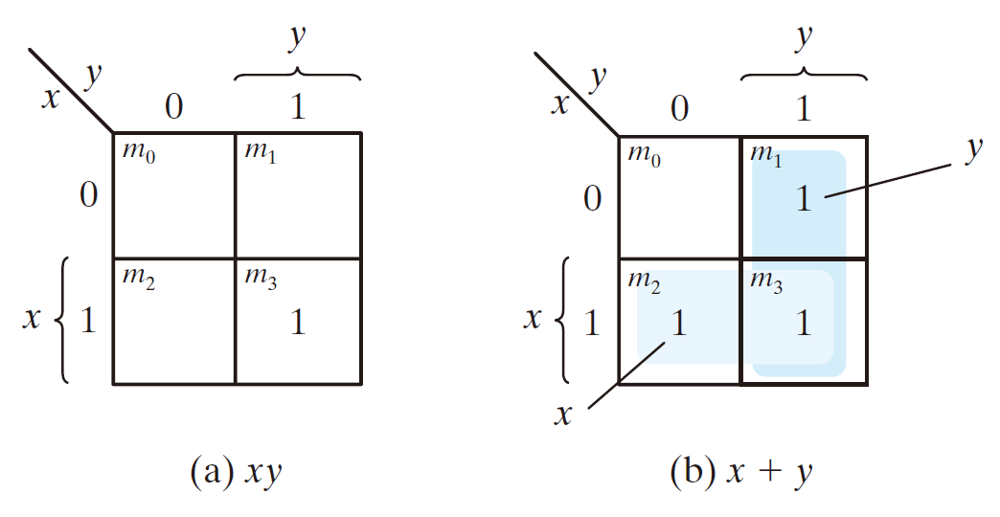 y y
x y x y
0 1 0 1
m0 m1 m0 m1 y
0 0 1
m2 m3 m2 m3
x 1 1 x 1 1 1
x
(a) xy (b) x + y